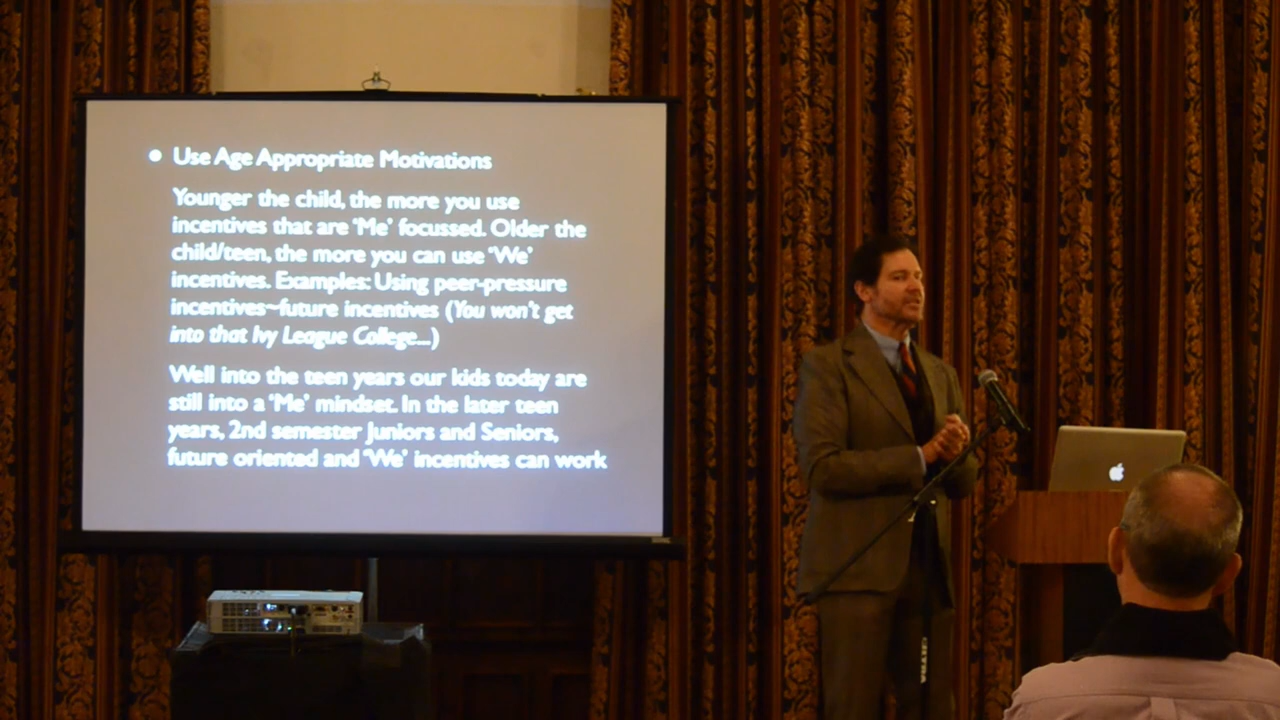 • Use Age Appropriate Motivations
Younger the child, the more you use
incentives that are 'Me' focussed. Older the
child/teen, the more you can use 'We'
incentives. Examples: Using peer-pressure
incentives~future incentives (You won't get
into that Ivy League College...)
Well into the teen years our kids today are
still into a 'Me' mindset. In the later teen
years, 2nd semester Juniors and Seniors,
future oriented and 'We' incentives can work